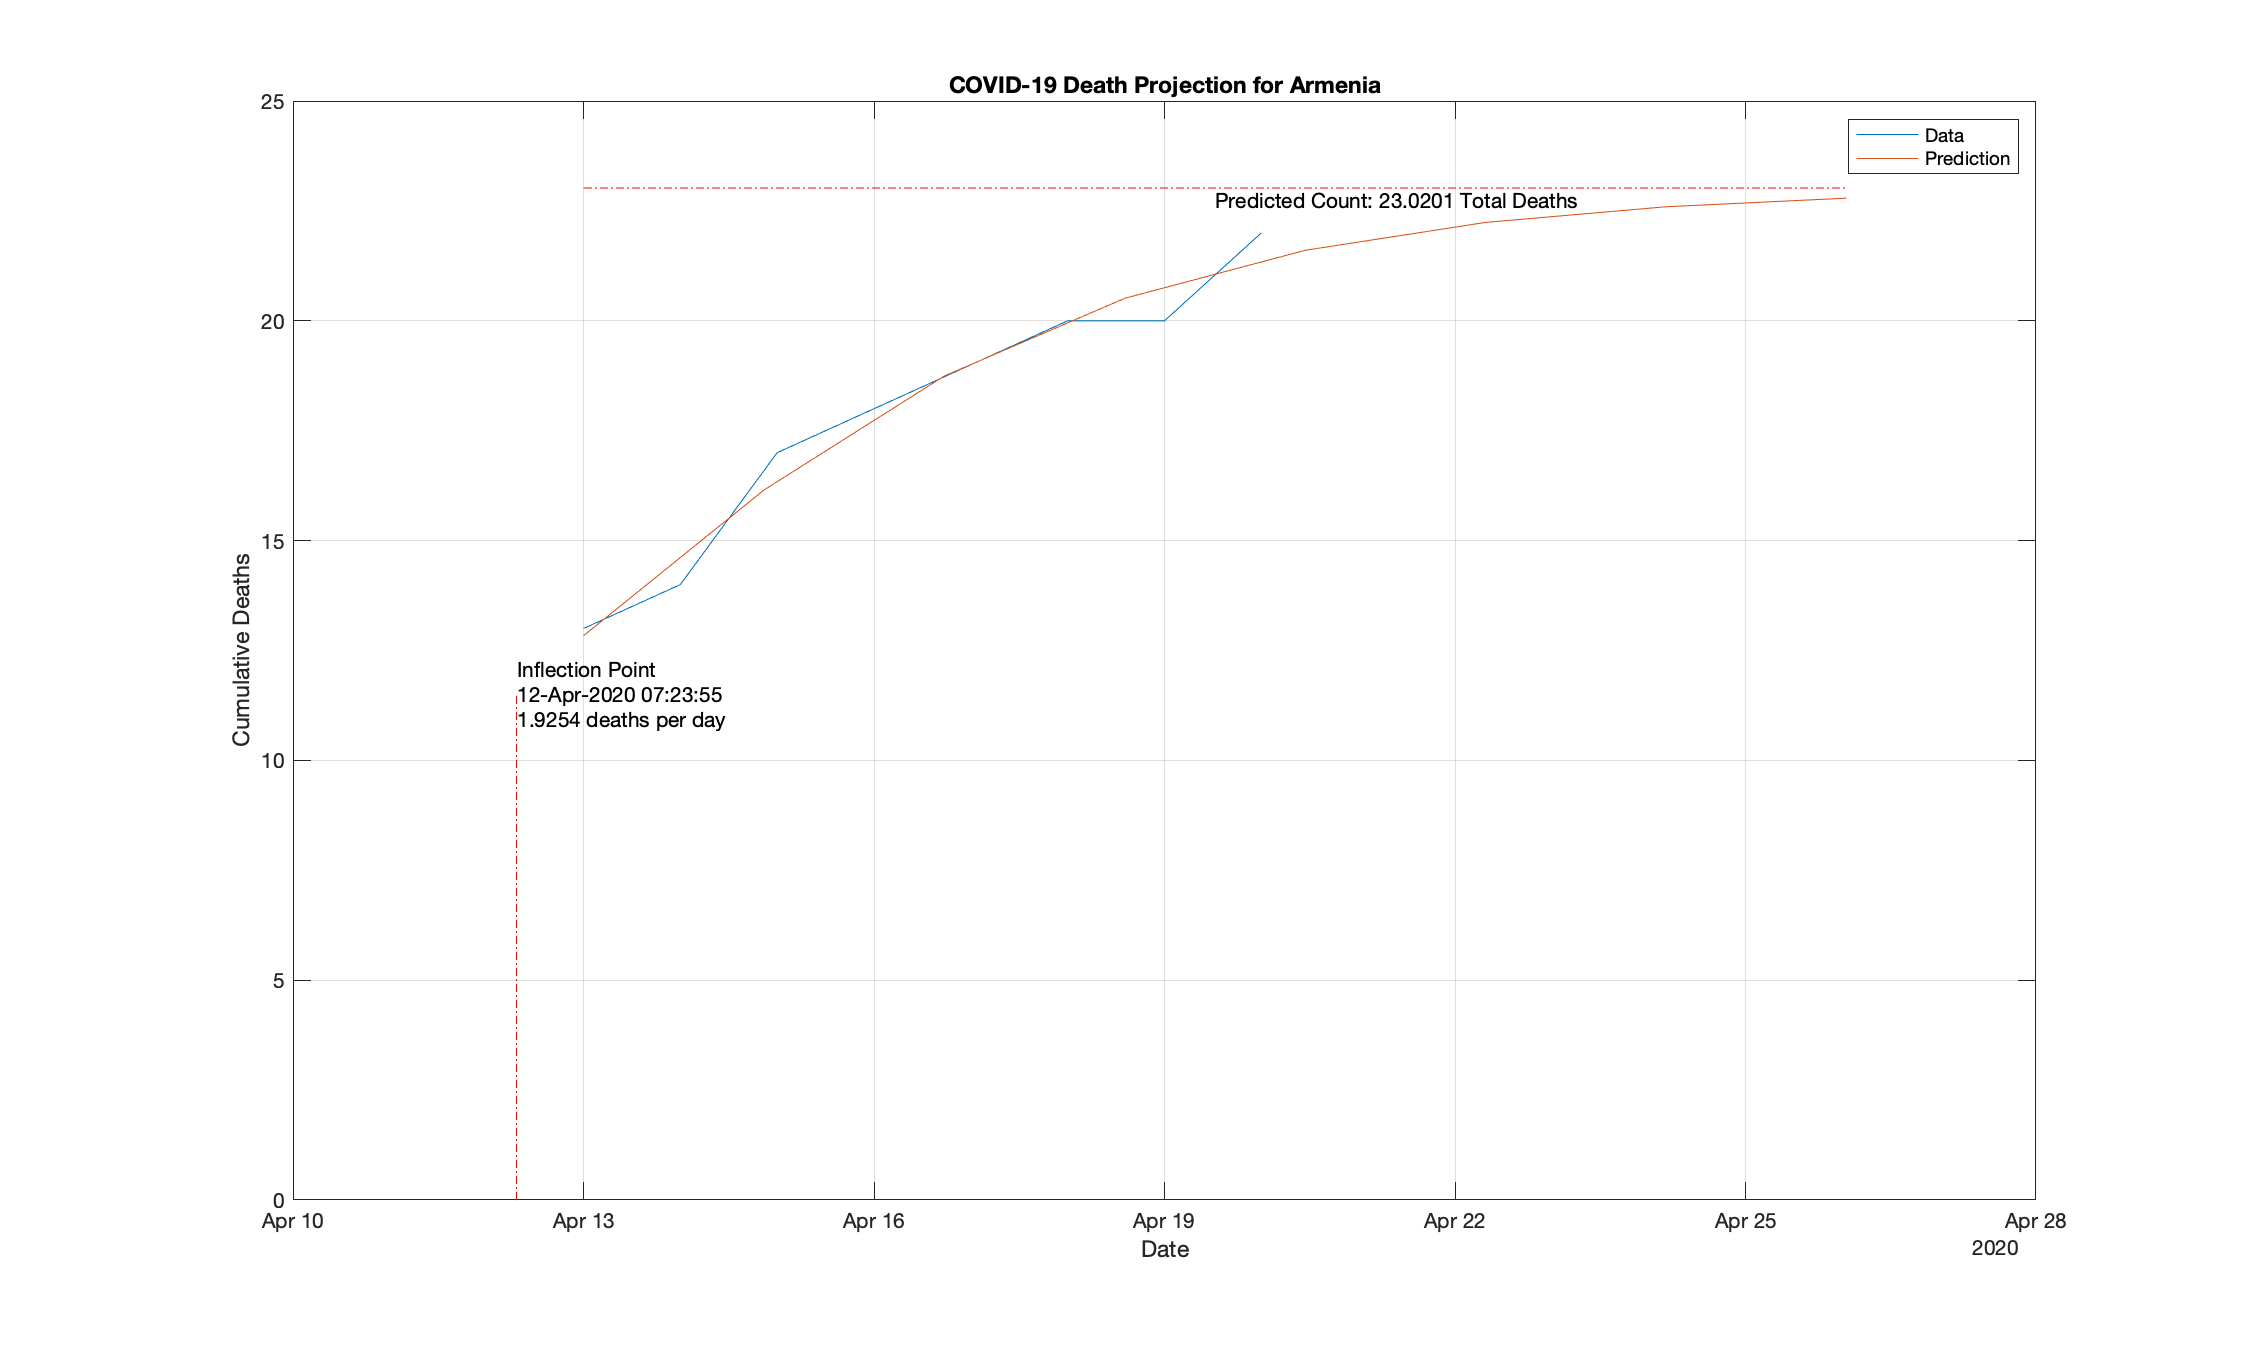 COVID-19 Death Projection for Armenia
25
20
15
10
5
0
Cumulative Deaths
Data
Prediction
Predicted Count: 23.0201 Total Deaths
Inflection Point
12-Apr-2020 07:23:55
1.9254 deaths per day
Apr 10
Apr 13
Apr 16
Apr 19
Apr 22
Apr 25
Apr 28
Date
2020